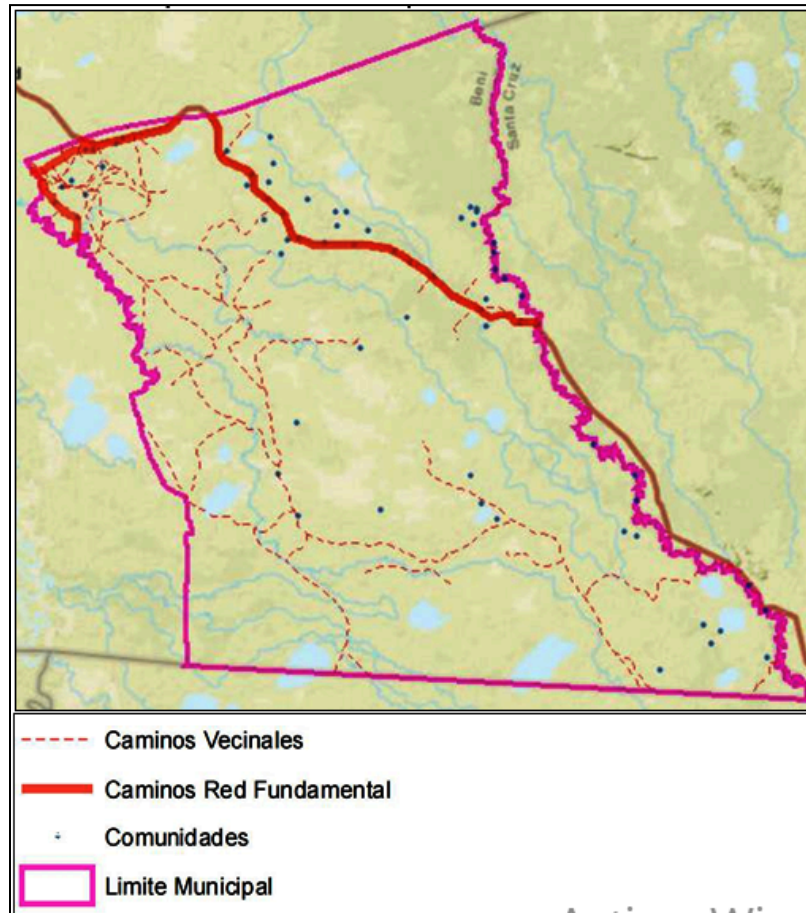 Beni
Santa Cruz
Caminos Vecinales
Caminos Red Fundamental
Comunidades
Limite Municipal